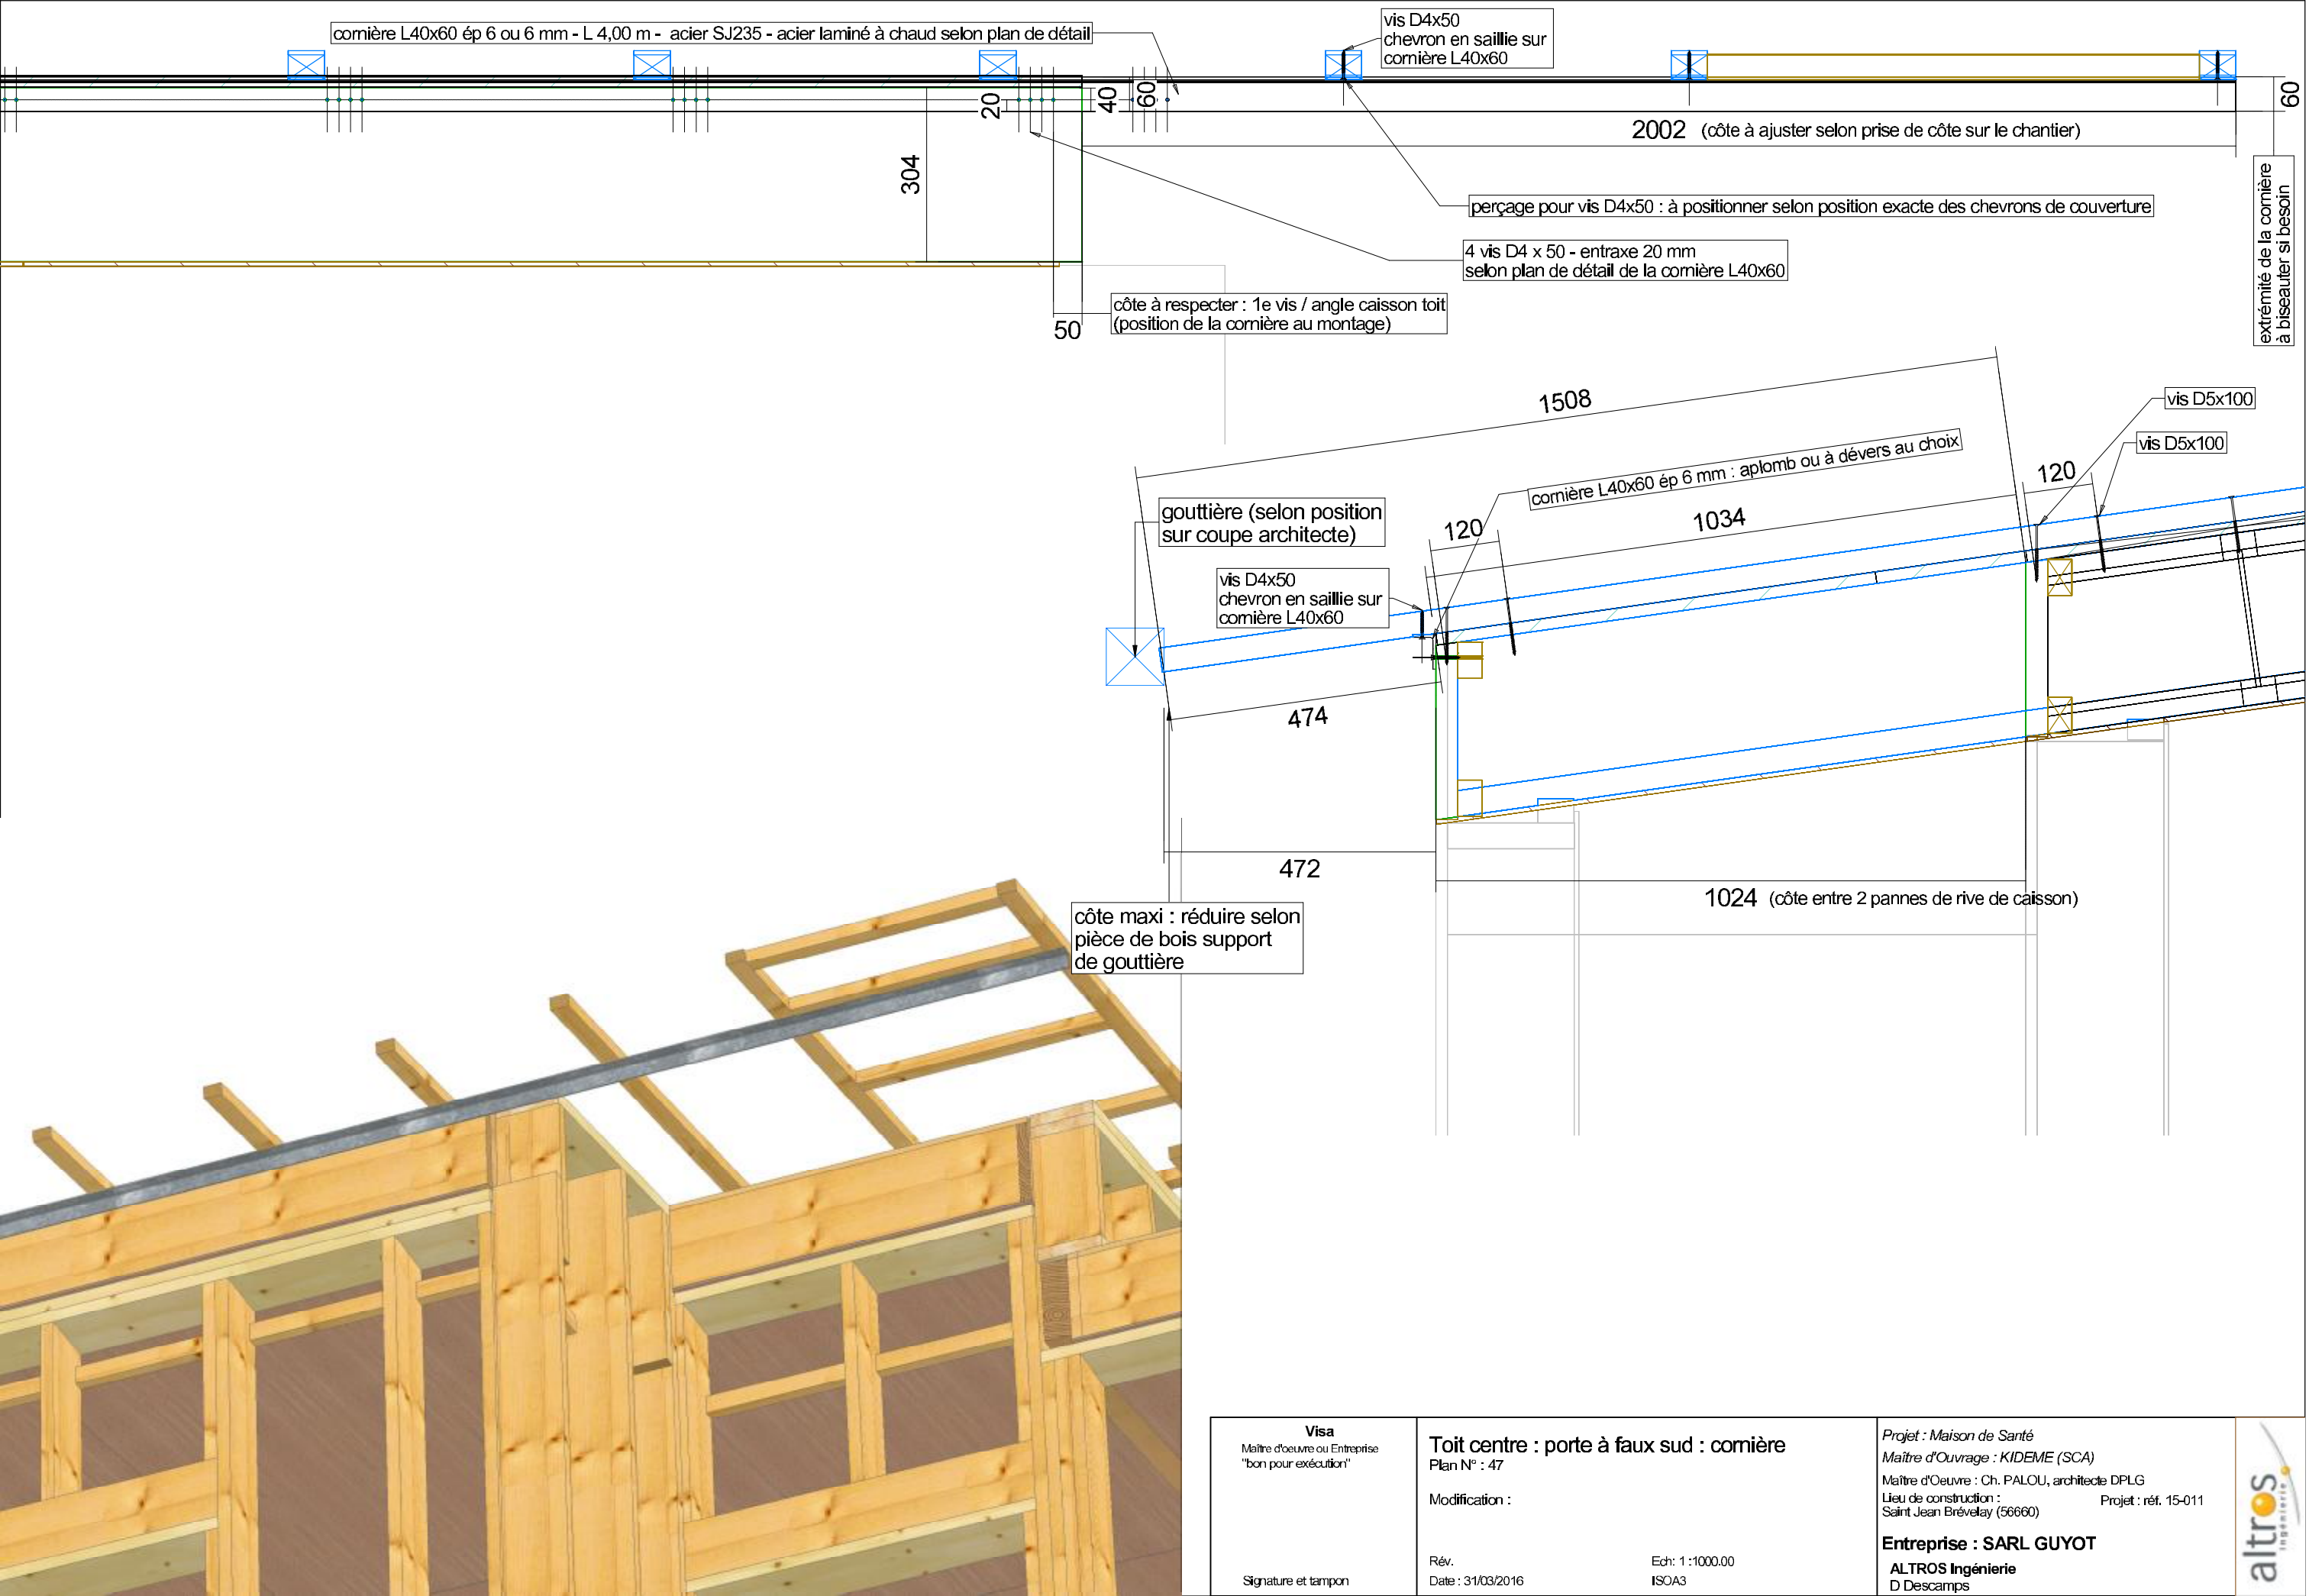 cornière L40x60 ép 6 ou 6 mm - L 4,00 m - acier SJ235 - acier laminé à chaud selon plan de détail
vis D4x50
chevron en saillie sur
cornière L40x60
20
40
60
60
304
2002 (côte à ajuster selon prise de côte sur le chantier)
extrémité de la cornière
à biseauter si besoin
perçage pour vis D4x50 : à positionner selon position exacte des chevrons de couverture
4 vis D4 x 50 - entraxe 20 mm
selon plan de détail de la cornière L40x60
côte à respecter : 1e vis / angle caisson toit
(position de la cornière au montage)
50
1508
vis D5x100
vis D5x100
cornière L40x60 ép 6 mm : aplomb ou à dévers au choix
120
gouttière (selon position
sur coupe architecte)
120
1034
vis D4x50
chevron en saillie sur
cornière L40x60
474
472
1024 (côte entre 2 pannes de rive de caisson)
côte maxi : réduire selon
pièce de bois support
de gouttière
Visa
Maître d'oeuvre ou Entreprise
"bon pour exécution"
Signature et tampon
Toit centre : porte à faux sud : cornière
Plan N° : 47
Modification :
Rév.
Ech: 1 :1000.00
Date : 31/03/2016
ISOA3
Projet : Maison de Santé
Maître d'Ouvrage : KIDEME (SCA)
Maître d'Oeuvre : Ch. PALOU, architecte DPLG
Lieu de construction :
Projet : réf. 15-011
Saint Jean Brévelay (56660)
Entreprise : SARL GUYOT
ALTROS Ingénierie
D Descamps
altros
ingénierie